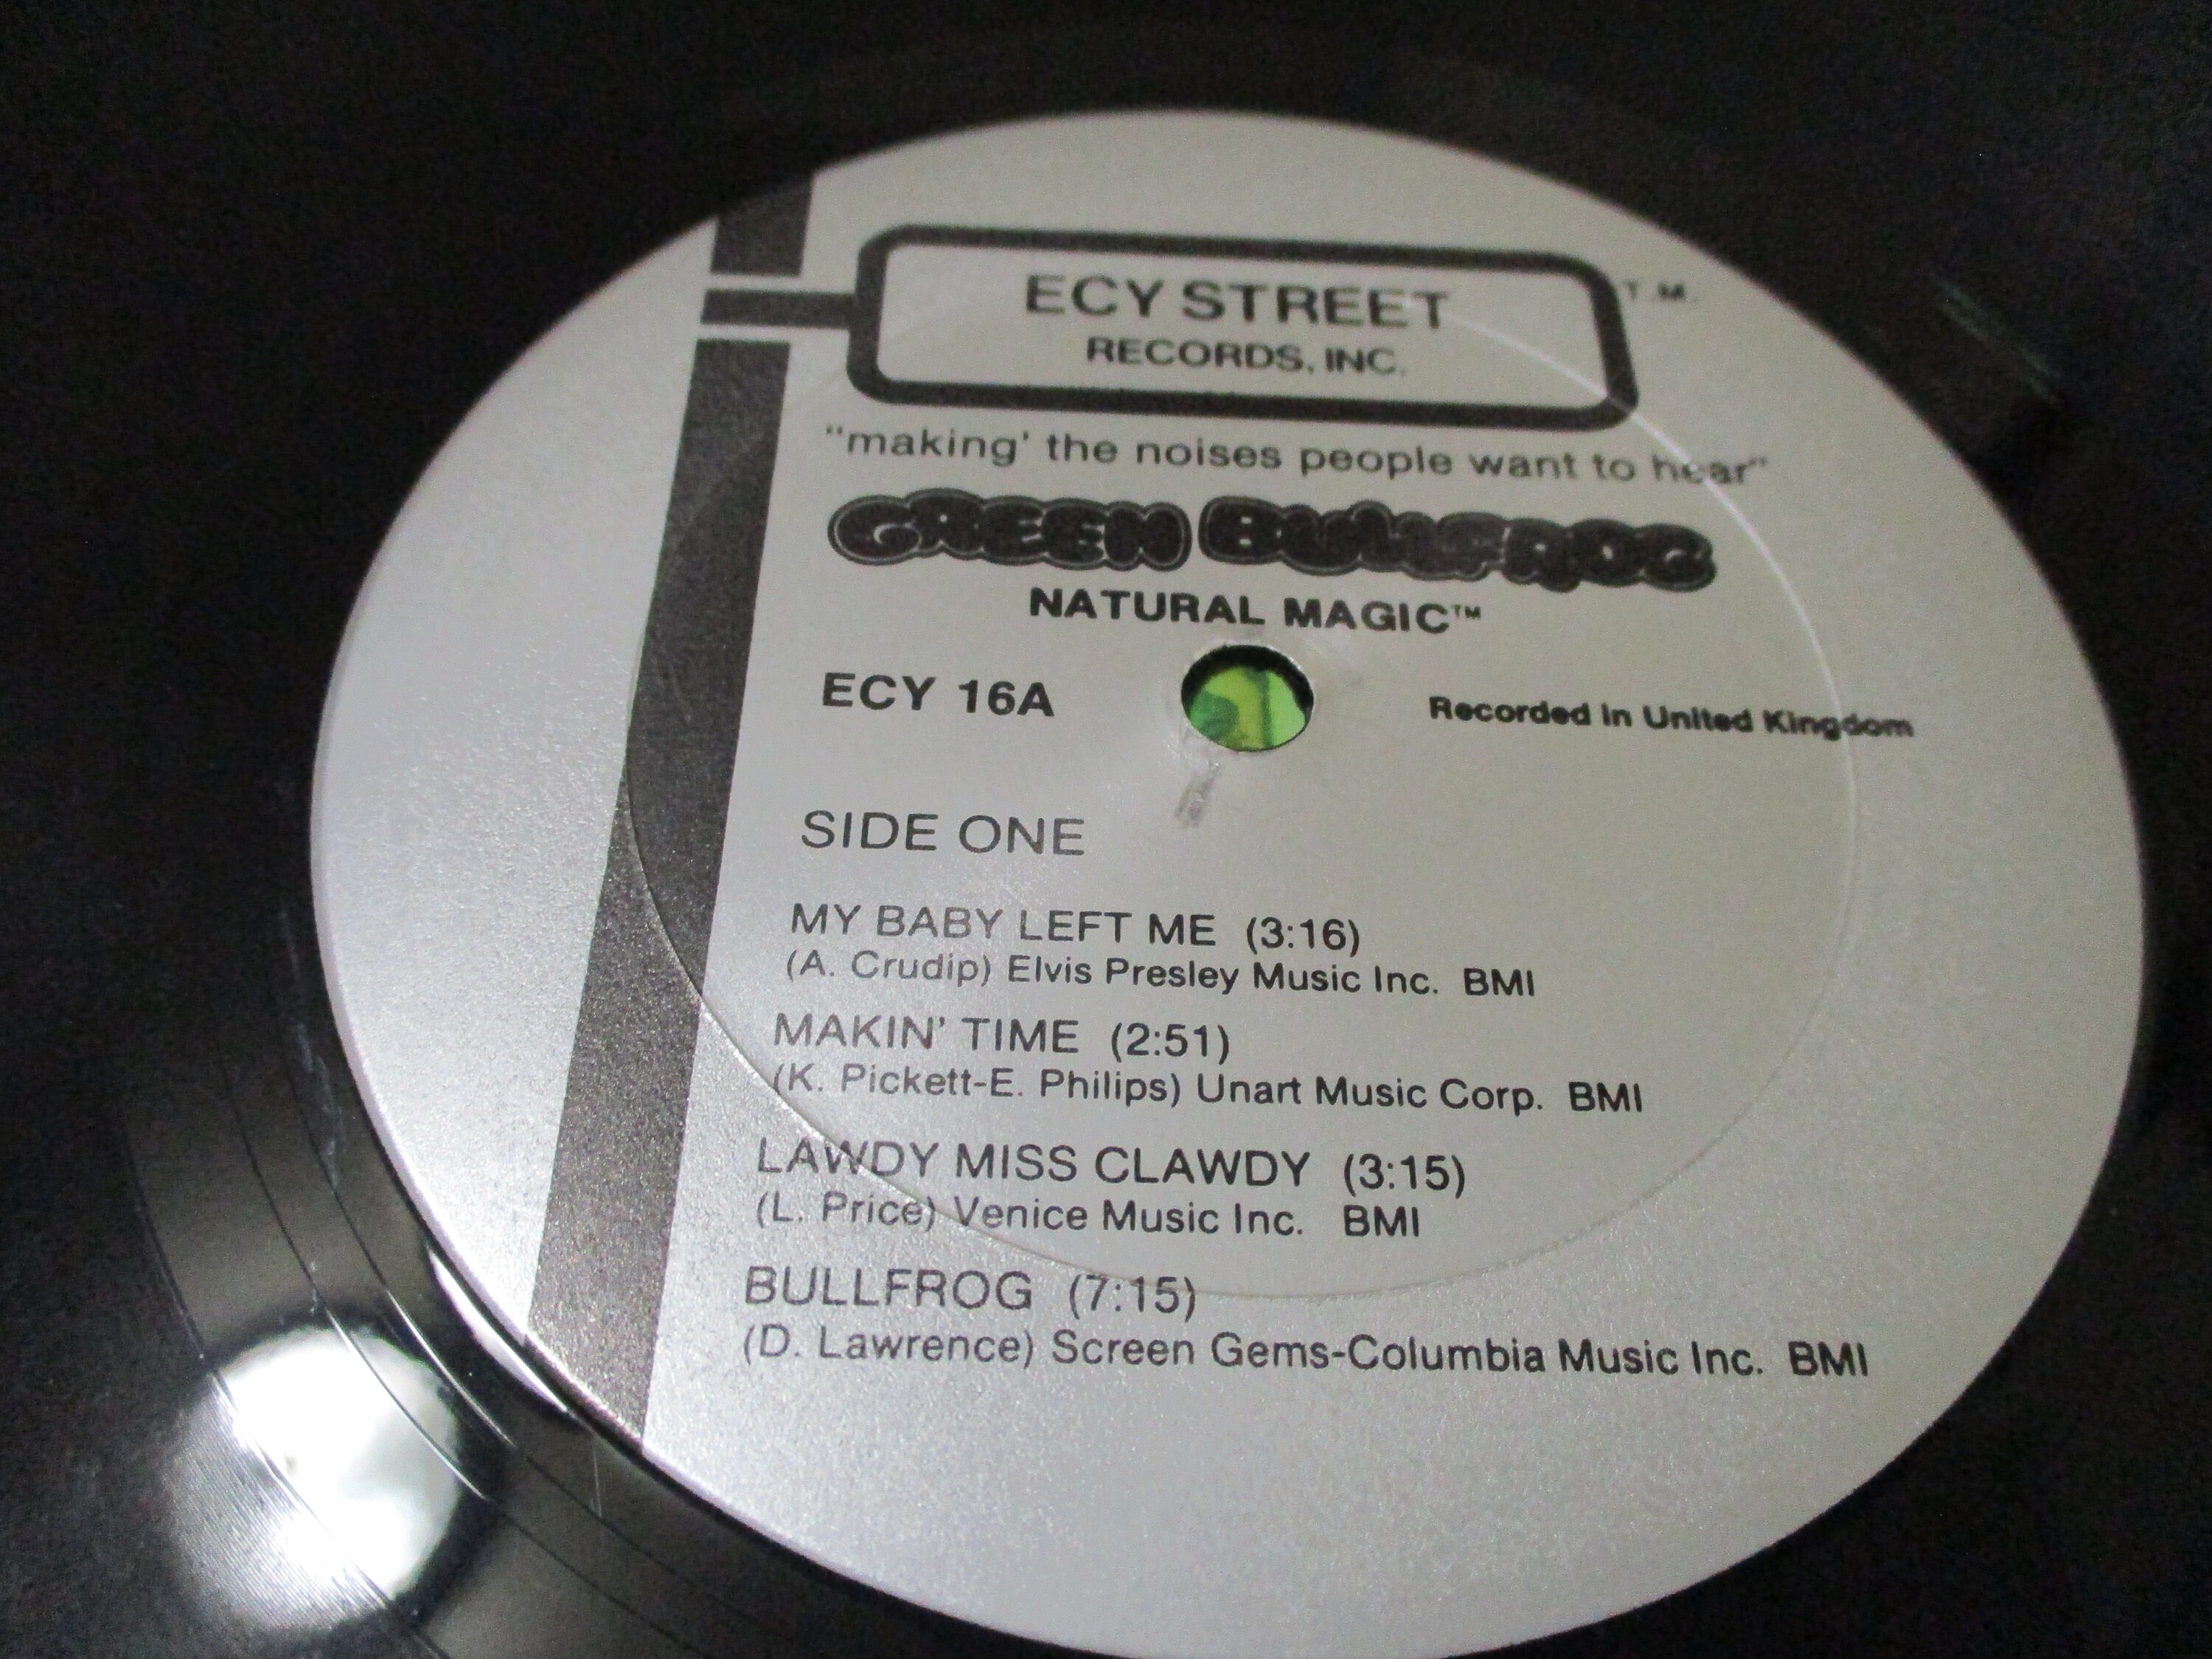 ECY STREET
RECORDS, INC.
T.M.
"making' the noises people want to hear"
GREEN BULLFROG
NATURAL MAGIC™
ECY 16A
Recorded in United Kingdom
SIDE ONE
MY BABY LEFT ME (3:16)
(A. Crudip) Elvis Presley Music Inc. BMI
MAKIN' TIME (2:51)
(K. Pickett-E. Philips) Unart Music Corp. BMI
LAWDY MISS CLAWDY (3:15)
(L. Price) Venice Music Inc. BMI
BULLFROG (7:15)
(D. Lawrence) Screen Gems-Columbia Music Inc. BMI